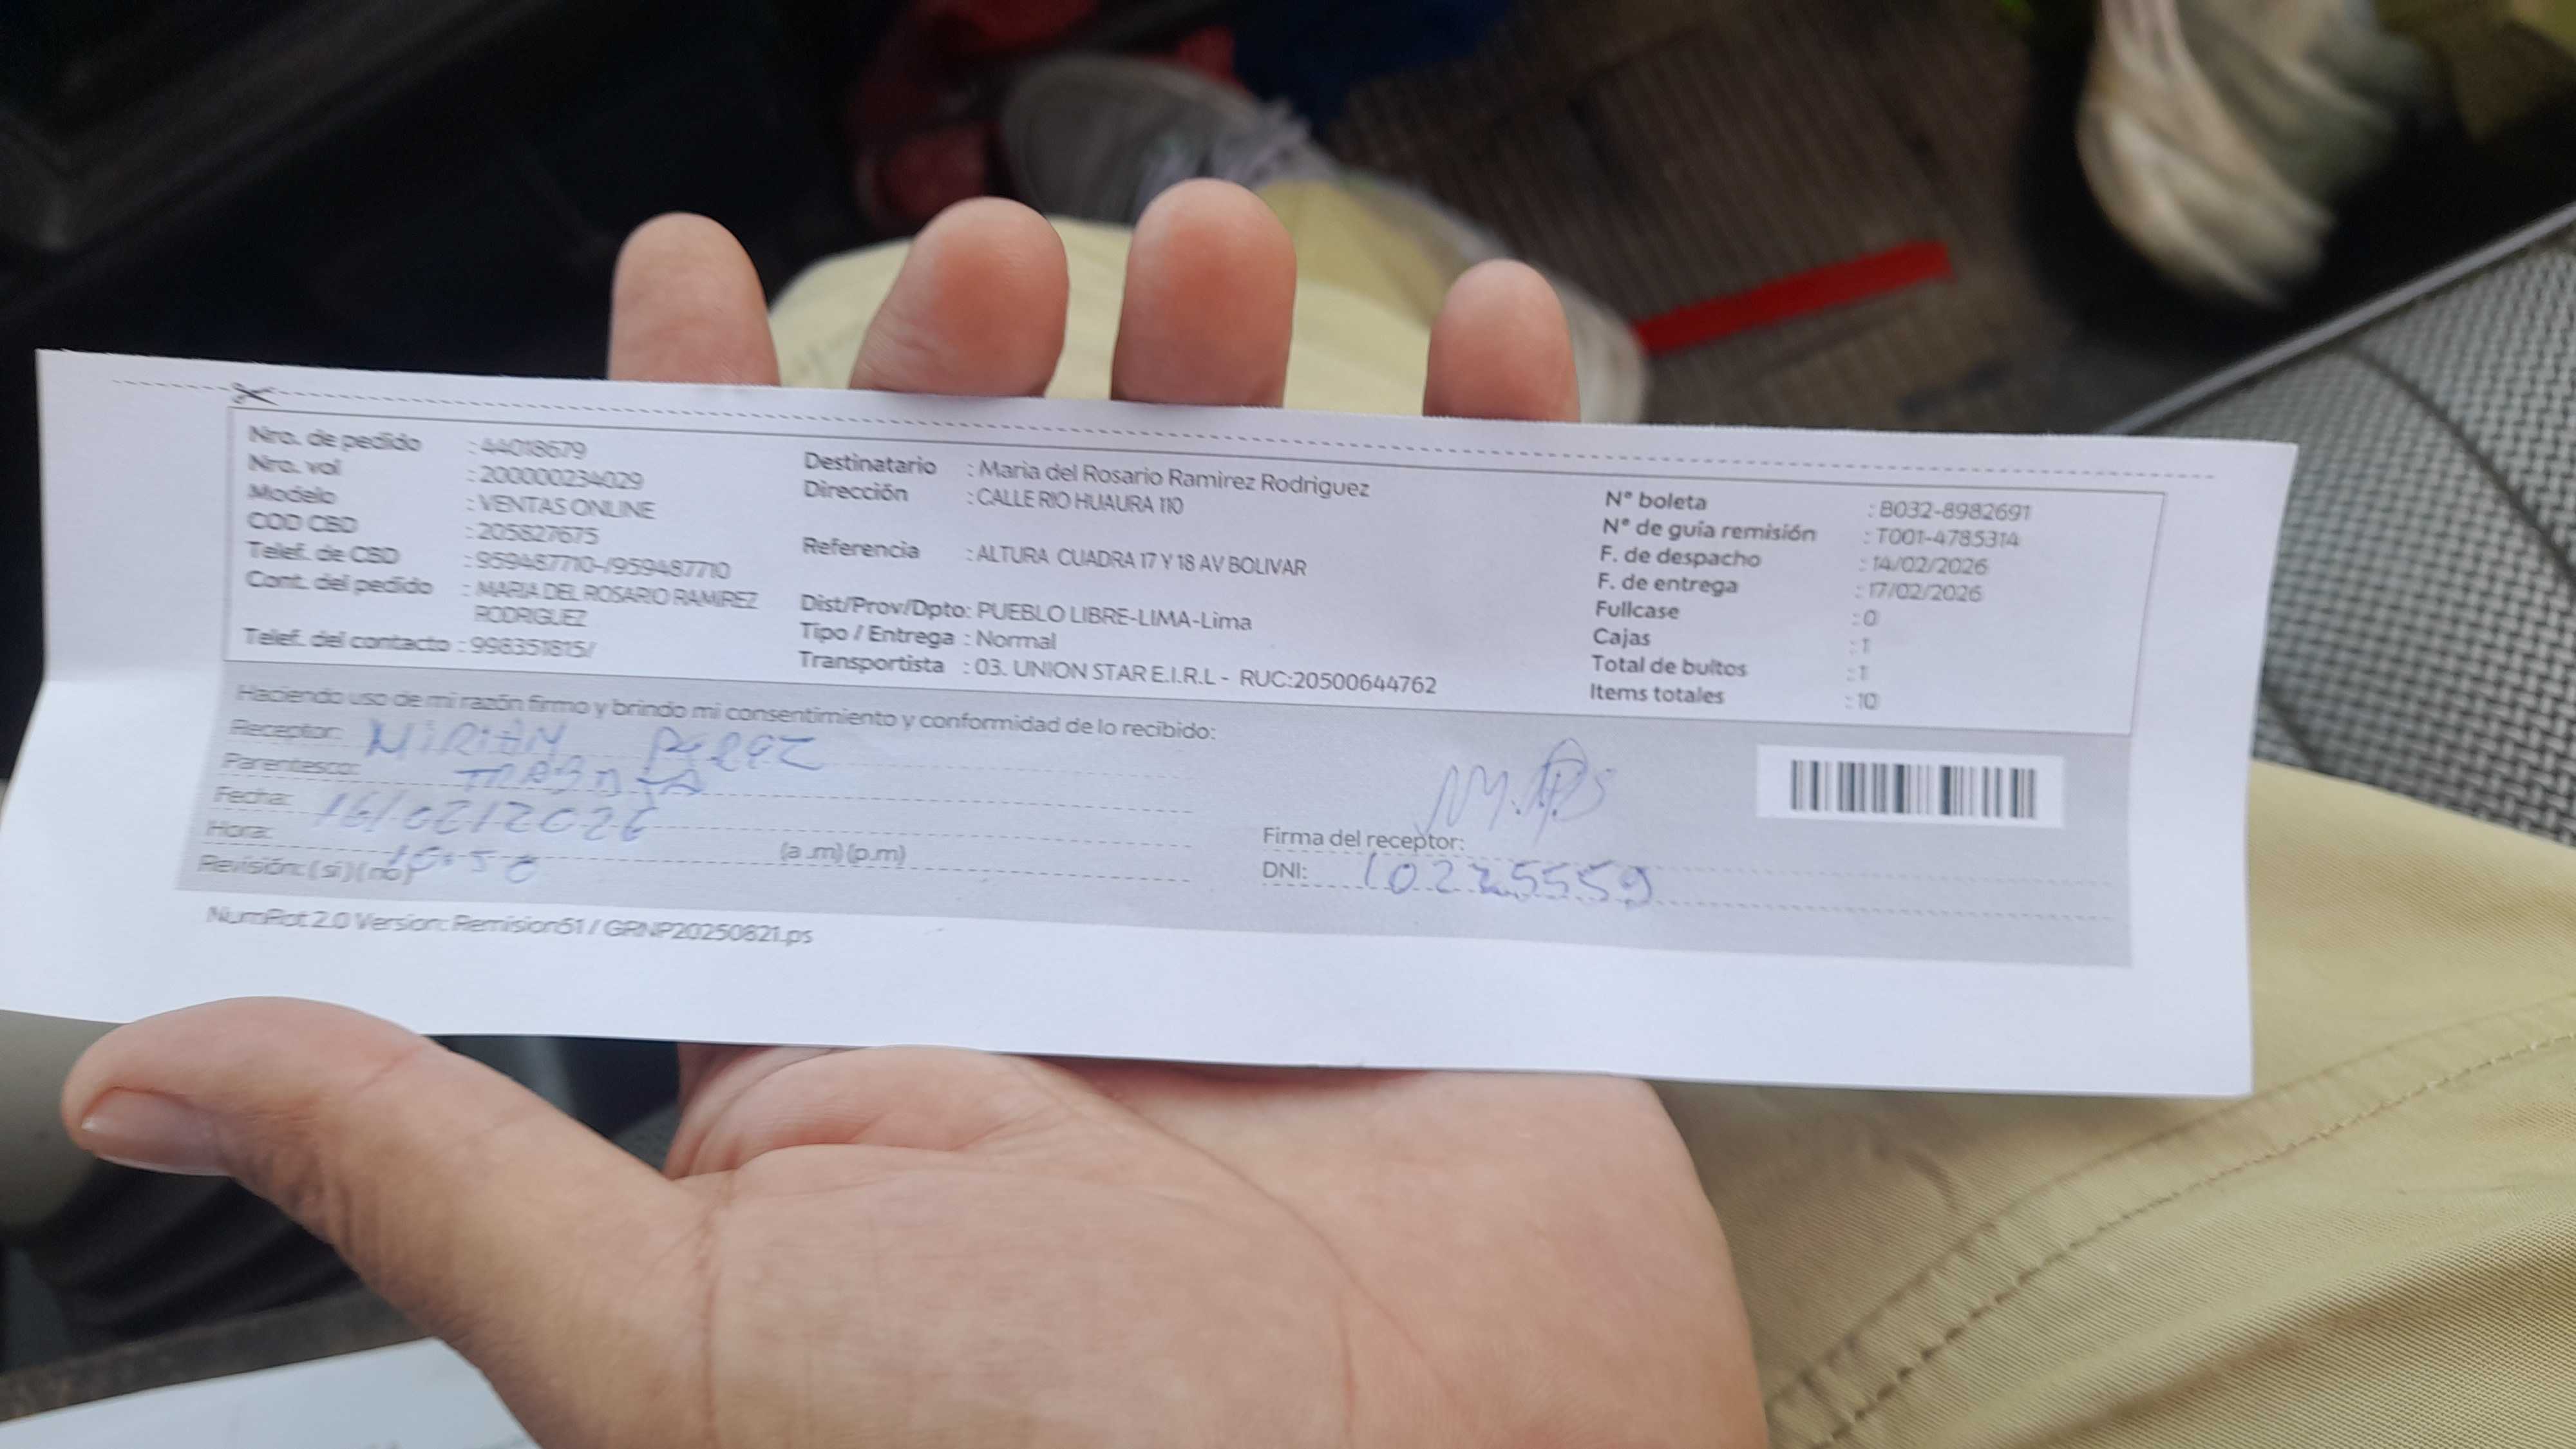 Nro. de pedido : 44018679
Nro. val : 200000234029
Modelo : VENTAS ONLINE
COD CBD : 205827675
Telef. de CBD : 959487710-/959487710
Cont. del pedido : MARIA DEL ROSARIO RAMIREZ
RODRIGUEZ
Telef. del contacto : 998351815/
Destinatario : Maria del Rosario Ramirez Rodriguez
Dirección : CALLE RIO HUAURA 110
Referencia : ALTURA CUADRA 17 Y 18 AV BOLIVAR
Dist/Prov/Dpto: PUEBLO LIBRE-LIMA-Lima
Tipo / Entrega : Normal
Transportista : 03. UNION STAR E.I.R.L - RUC:20500644762
N° boleta : B032-8982691
N° de guía remisión : T001-4785314
F. de despacho : 14/02/2026
F. de entrega : 17/02/2026
Fullcase : 0
Cajas : 1
Total de bultos : 1
Items totales : 10
Haciendo uso de mi razón firmo y brindo mi consentimiento y conformidad de lo recibido:
Receptor: MIRIAN PEREZ
Parentesco:
Fecha: 16/02/2026
Hora: 10:50 (a .m) (p.m)
Revisión: ( si ) ( no)
Firma del receptor:
DNI: 10225559
NumRot 2.0 Version: Remision51 / GRNP20250821.ps